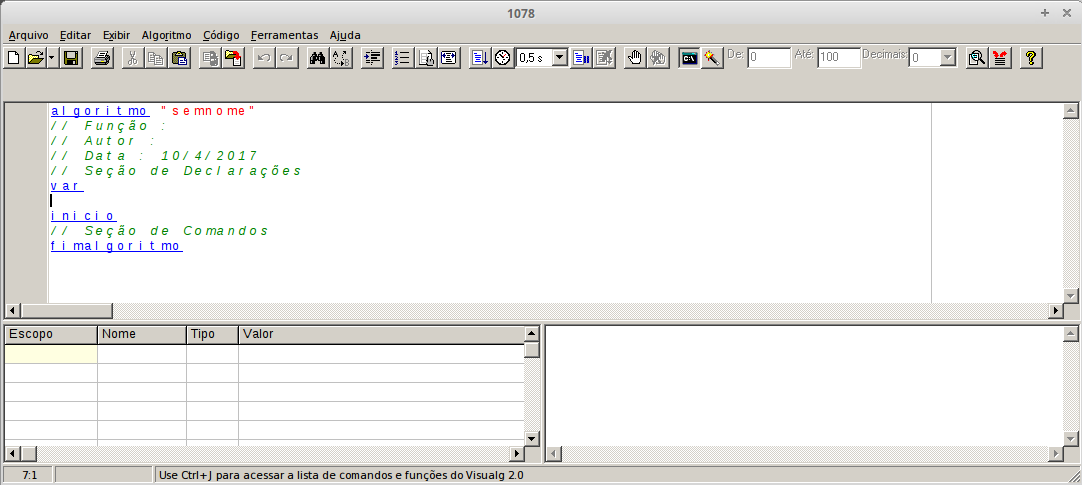 1078
Arquivo Editar Exibir Algoritmo Código Ferramentas Ajuda
0,5 s De: 0 Até: 100 Decimais: 0
algoritmo "semnome"
// Função :
// Autor :
// Data : 10/4/2017
// Seção de Declarações
var
inicio
// Seção de Comandos
fimalgoritmo
Escopo Nome Tipo Valor
7:1 Use Ctrl+J para acessar a lista de comandos e funções do Visualg 2.0